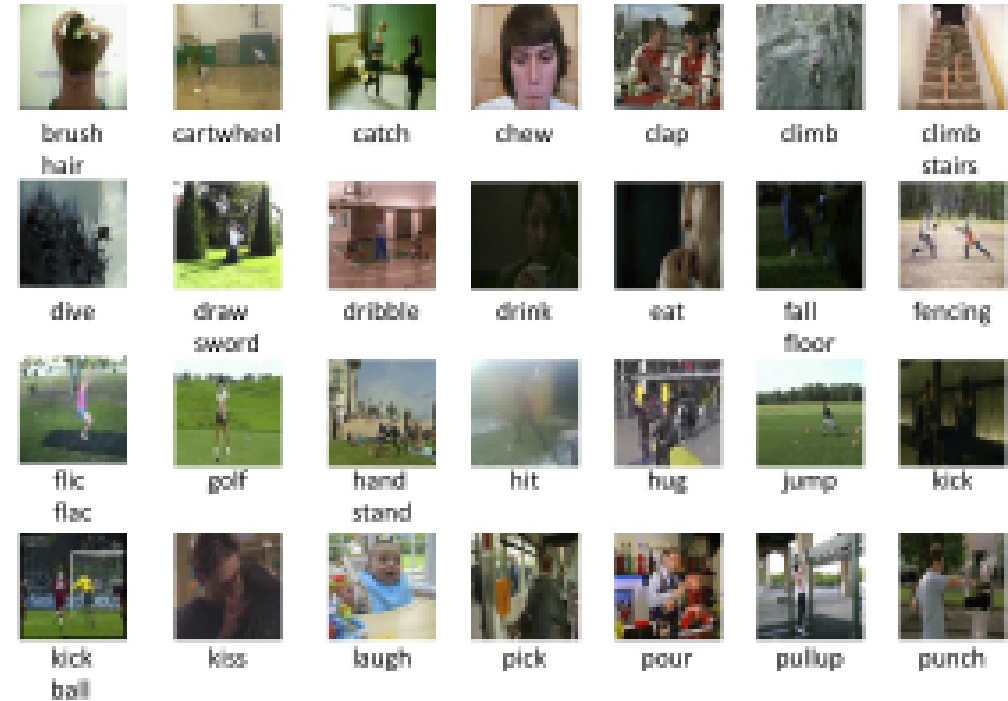 brush hair
cartwheel
catch
chew
clap
climb
climb stairs
dive
draw sword
dribble
drink
eat
fall floor
fencing
flic flac
golf
hand stand
hit
hug
jump
kick
kick ball
kiss
laugh
pick
pour
pullup
punch